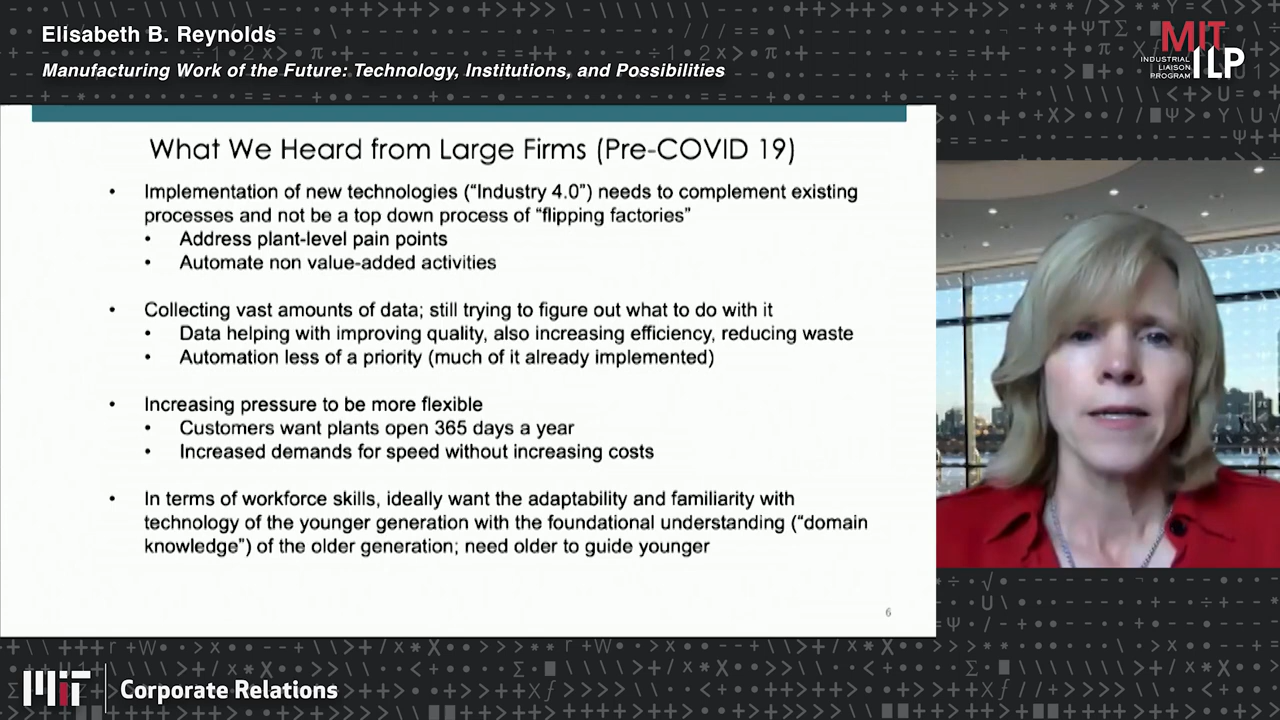 Elisabeth B. Reynolds
Manufacturing Work of the Future: Technology, Institutions, and Possibilities
MIT
INDUSTRIAL
LIAISON
PROGRAM
ILP
What We Heard from Large Firms (Pre-COVID 19)
• Implementation of new technologies (“Industry 4.0”) needs to complement existing
processes and not be a top down process of “flipping factories”
• Address plant-level pain points
• Automate non value-added activities
• Collecting vast amounts of data; still trying to figure out what to do with it
• Data helping with improving quality, also increasing efficiency, reducing waste
• Automation less of a priority (much of it already implemented)
• Increasing pressure to be more flexible
• Customers want plants open 365 days a year
• Increased demands for speed without increasing costs
• In terms of workforce skills, ideally want the adaptability and familiarity with
technology of the younger generation with the foundational understanding (“domain
knowledge”) of the older generation; need older to guide younger
6
MIT
Corporate Relations